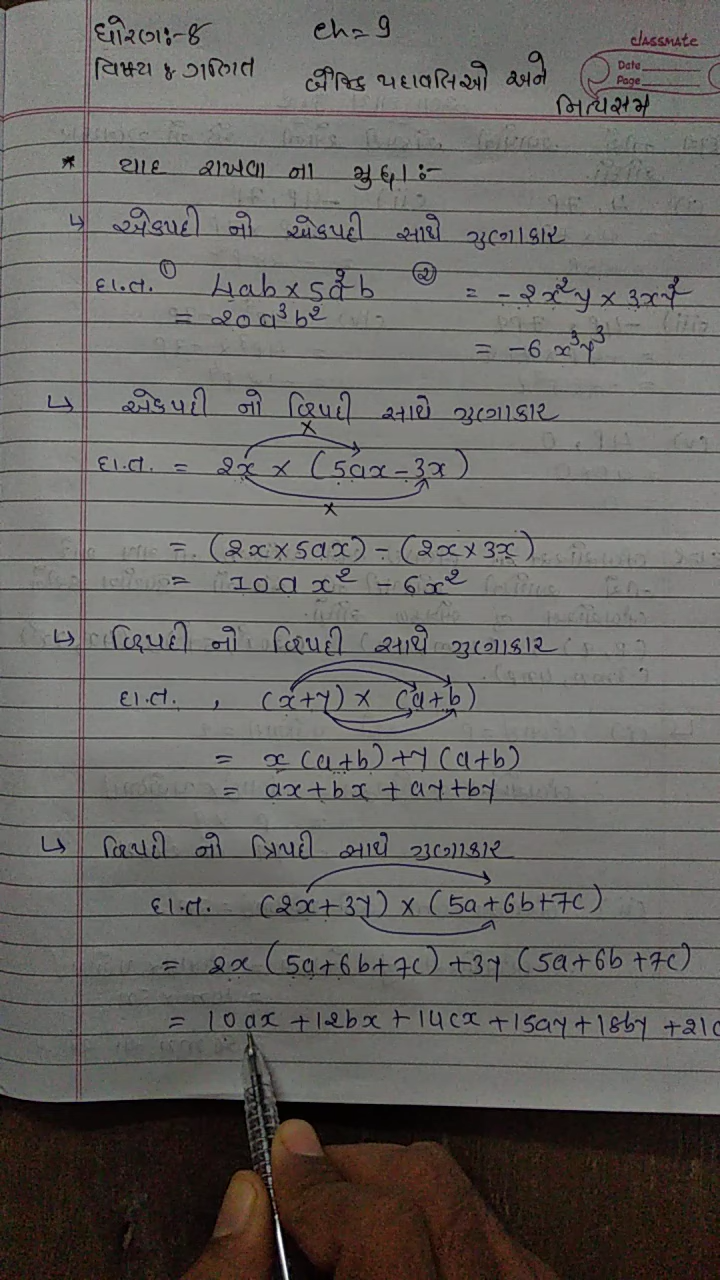 ધોરણ:-8 ch = 9
classmate
વિષય : ગણિત બૈજિક પદાવલિઓ અને
Date
Page
નિત્યસમ
* યાદ રાખવા ના મુદ્દા :-
↳ એકપદી નો એકપદી સાથે ગુણાકાર
દા.ત. ① 4ab × 5a²b ② = -2x²y × 3xy²
= 20a³b²
= -6x³y³
↳ એકપદી નો દ્વિપદી સાથે ગુણાકાર
×
દા.ત. = 2x × (5ax - 3x)
×
= (2x × 5ax) - (2x × 3x)
= 10ax² - 6x²
↳ દ્વિપદી નો દ્વિપદી સાથે ગુણાકાર
દા.ત. , (x+y) × (a+b)
= x(a+b) + y(a+b)
= ax + bx + ay + by
↳ દ્વિપદી નો ત્રિપદી સાથે ગુણાકાર
દા.ત. (2x+3y) × (5a+6b+7c)
= 2x (5a+6b+7c) + 3y (5a+6b+7c)
= 10ax + 12bx + 14cx + 15ay + 18by + 21c